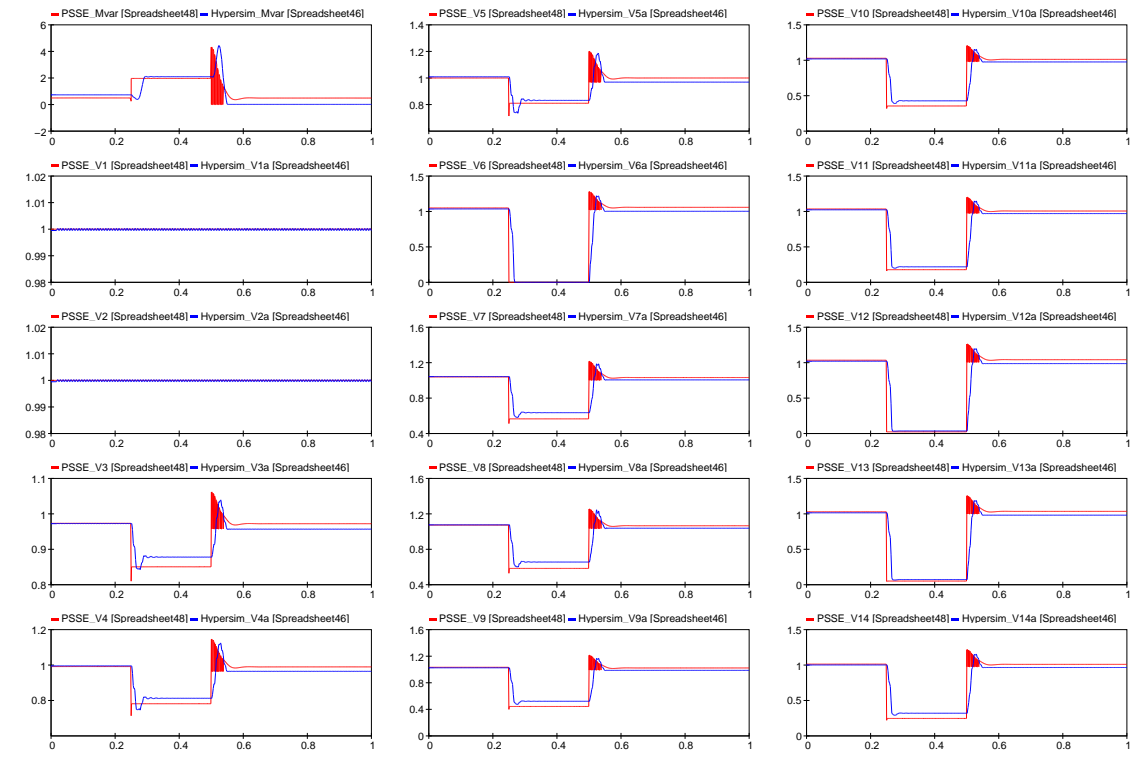 PSSE_Mvar [Spreadsheet48] Hypersim_Mvar [Spreadsheet46]
6
4
2
0
−2
0 0.2 0.4 0.6 0.8 1
PSSE_V1 [Spreadsheet48] Hypersim_V1a [Spreadsheet46]
1.02
1.01
1
0.99
0.98
0 0.2 0.4 0.6 0.8 1
PSSE_V2 [Spreadsheet48] Hypersim_V2a [Spreadsheet46]
1.02
1.01
1
0.99
0.98
0 0.2 0.4 0.6 0.8 1
PSSE_V3 [Spreadsheet48] Hypersim_V3a [Spreadsheet46]
1.1
1
0.9
0.8
0 0.2 0.4 0.6 0.8 1
PSSE_V4 [Spreadsheet48] Hypersim_V4a [Spreadsheet46]
1.2
1
0.8
0 0.2 0.4 0.6 0.8 1
PSSE_V5 [Spreadsheet48] Hypersim_V5a [Spreadsheet46]
1.4
1.2
1
0.8
0 0.2 0.4 0.6 0.8 1
PSSE_V6 [Spreadsheet48] Hypersim_V6a [Spreadsheet46]
1.5
1
0.5
0
0 0.2 0.4 0.6 0.8 1
PSSE_V7 [Spreadsheet48] Hypersim_V7a [Spreadsheet46]
1.6
1.2
0.8
0.4
0 0.2 0.4 0.6 0.8 1
PSSE_V8 [Spreadsheet48] Hypersim_V8a [Spreadsheet46]
1.6
1.2
0.8
0.4
0 0.2 0.4 0.6 0.8 1
PSSE_V9 [Spreadsheet48] Hypersim_V9a [Spreadsheet46]
1.6
1.2
0.8
0.4
0 0.2 0.4 0.6 0.8 1
PSSE_V10 [Spreadsheet48] Hypersim_V10a [Spreadsheet46]
1.5
1
0.5
0
0 0.2 0.4 0.6 0.8 1
PSSE_V11 [Spreadsheet48] Hypersim_V11a [Spreadsheet46]
1.5
1
0.5
0
0 0.2 0.4 0.6 0.8 1
PSSE_V12 [Spreadsheet48] Hypersim_V12a [Spreadsheet46]
1.5
1
0.5
0
0 0.2 0.4 0.6 0.8 1
PSSE_V13 [Spreadsheet48] Hypersim_V13a [Spreadsheet46]
1.5
1
0.5
0
0 0.2 0.4 0.6 0.8 1
PSSE_V14 [Spreadsheet48] Hypersim_V14a [Spreadsheet46]
1.5
1
0.5
0
0 0.2 0.4 0.6 0.8 1